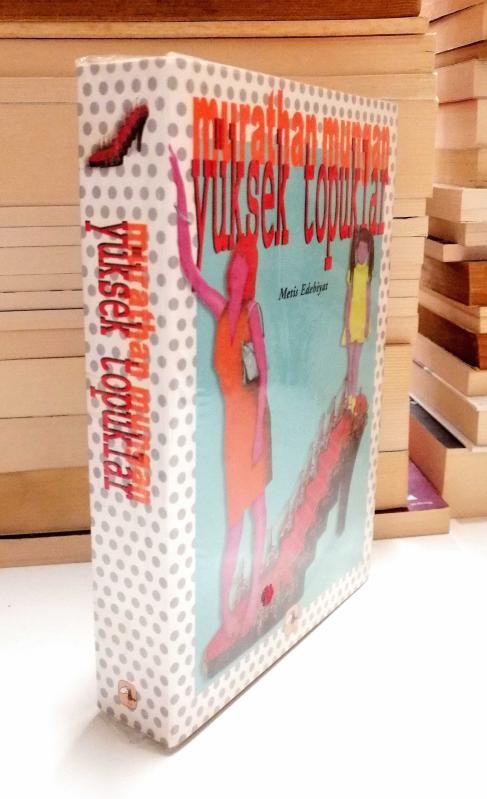 murathan mungan
yüksek topuklar
Metis Edebiyat
murathan mungan
yüksek topuklar